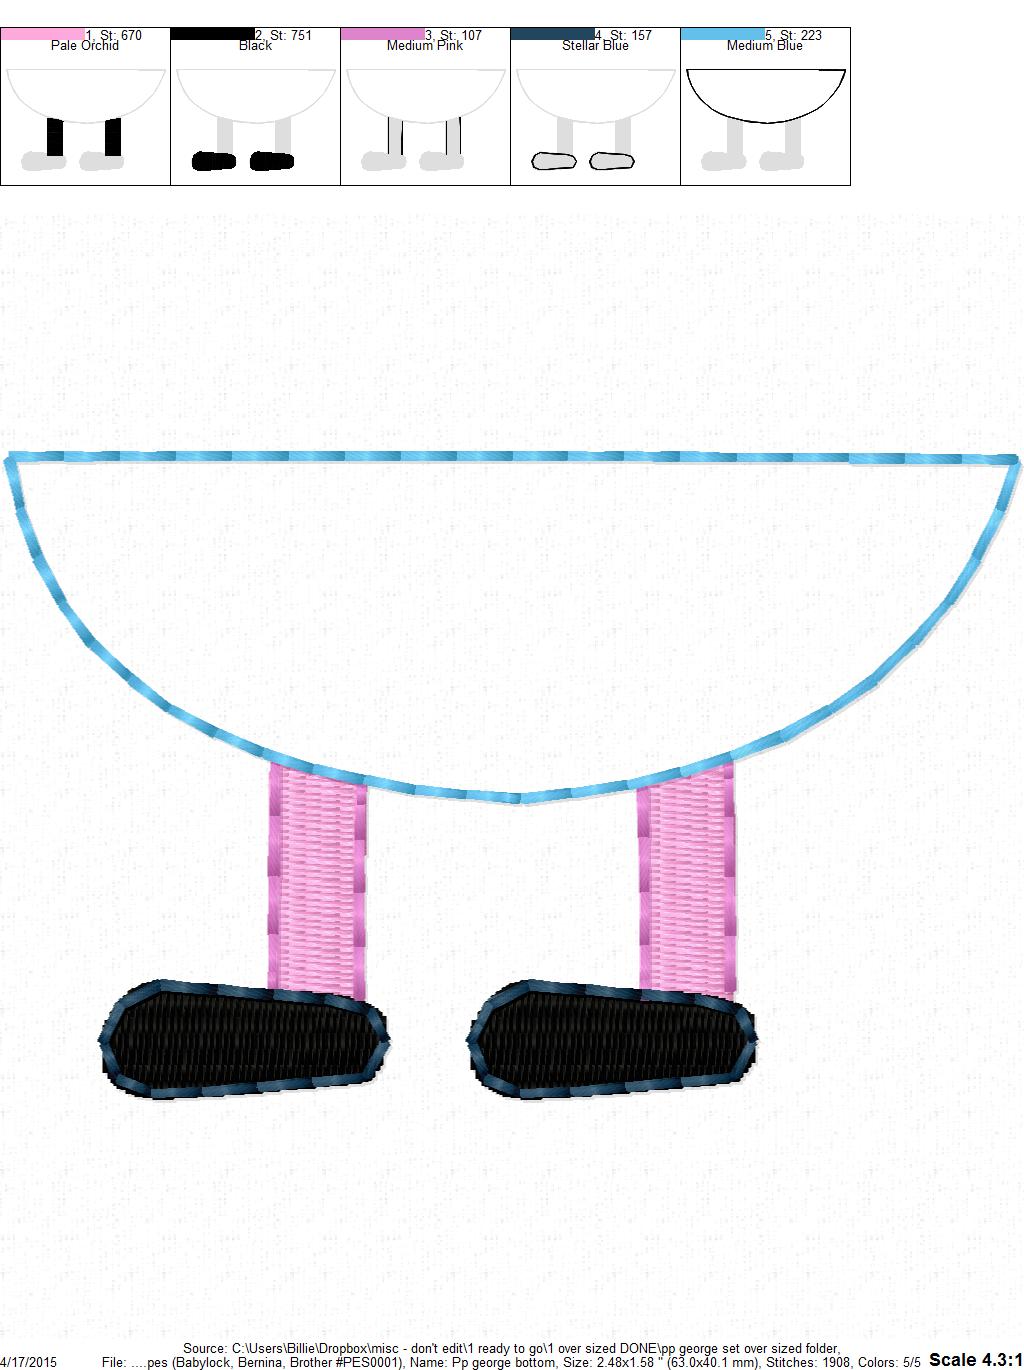 1, St: 670 2, St: 751 3, St: 107 4, St: 157 5, St: 223
Pale Orchid Black Medium Pink Stellar Blue Medium Blue
Source: C:\Users\Billie\Dropbox\misc - don't edit\1 ready to go\1 over sized DONE\pp george set over sized folder,
4/17/2015 File: ....pes (Babylock, Bernina, Brother #PES0001), Name: Pp george bottom, Size: 2.48x1.58 " (63.0x40.1 mm), Stitches: 1908, Colors: 5/5 Scale 4.3:1